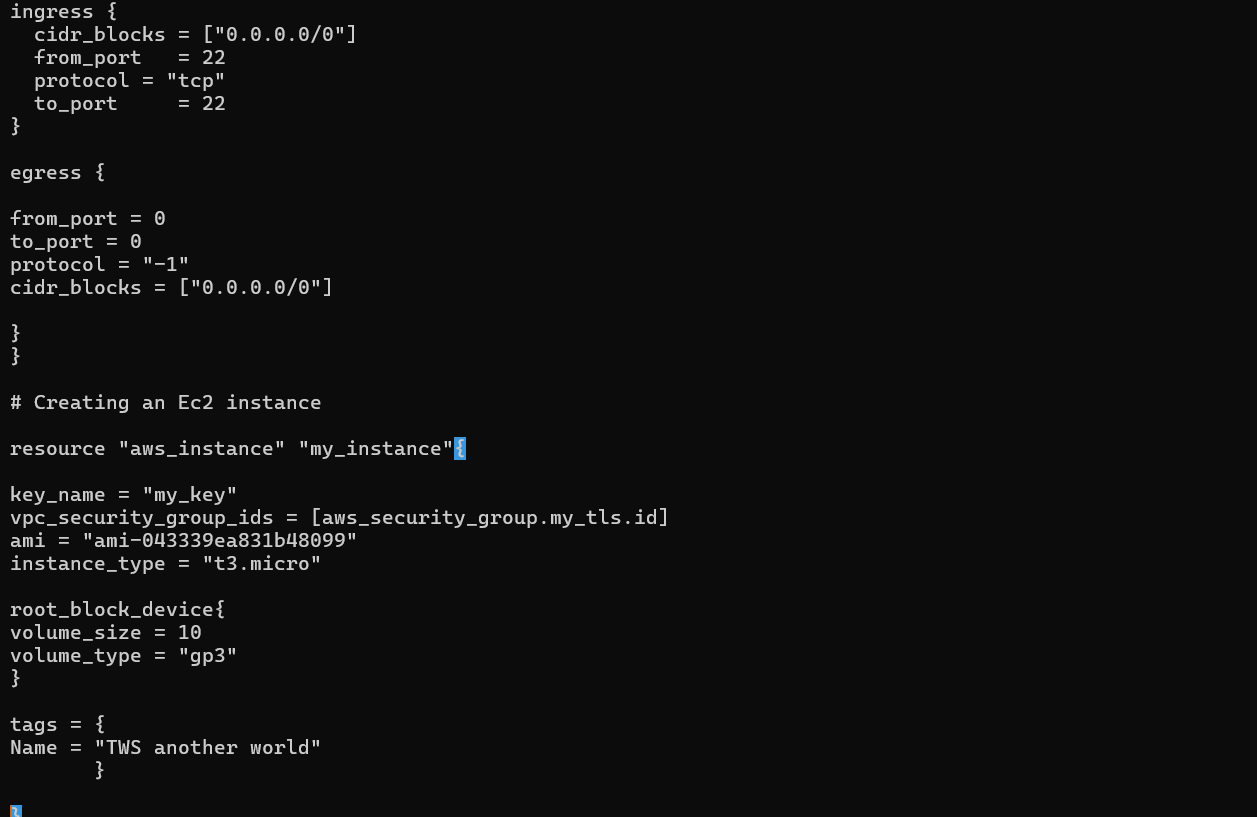 ingress {
  cidr_blocks = ["0.0.0.0/0"]
  from_port   = 22
  protocol = "tcp"
  to_port     = 22
}
egress {
from_port = 0
to_port = 0
protocol = "-1"
cidr_blocks = ["0.0.0.0/0"]
}
}
# Creating an Ec2 instance
resource "aws_instance" "my_instance"{
key_name = "my_key"
vpc_security_group_ids = [aws_security_group.my_tls.id]
ami = "ami-043339ea831b48099"
instance_type = "t3.micro"
root_block_device{
volume_size = 10
volume_type = "gp3"
}
tags = {
Name = "TWS another world"
       }
}